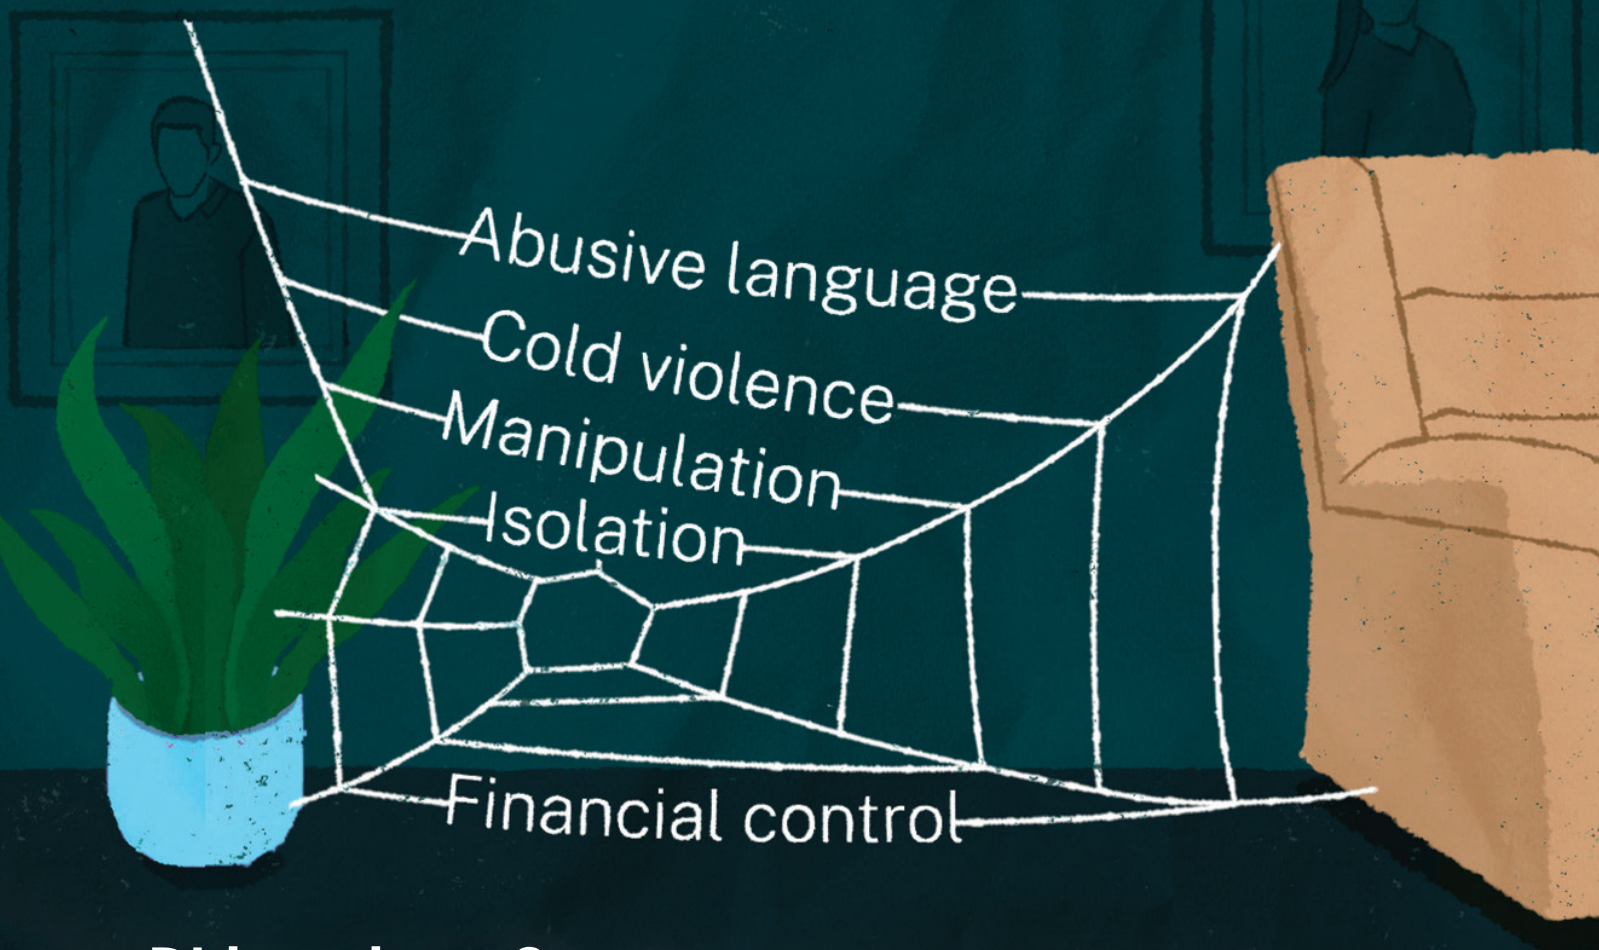 Abusive language
Cold violence
Manipulation
Isolation
Financial control